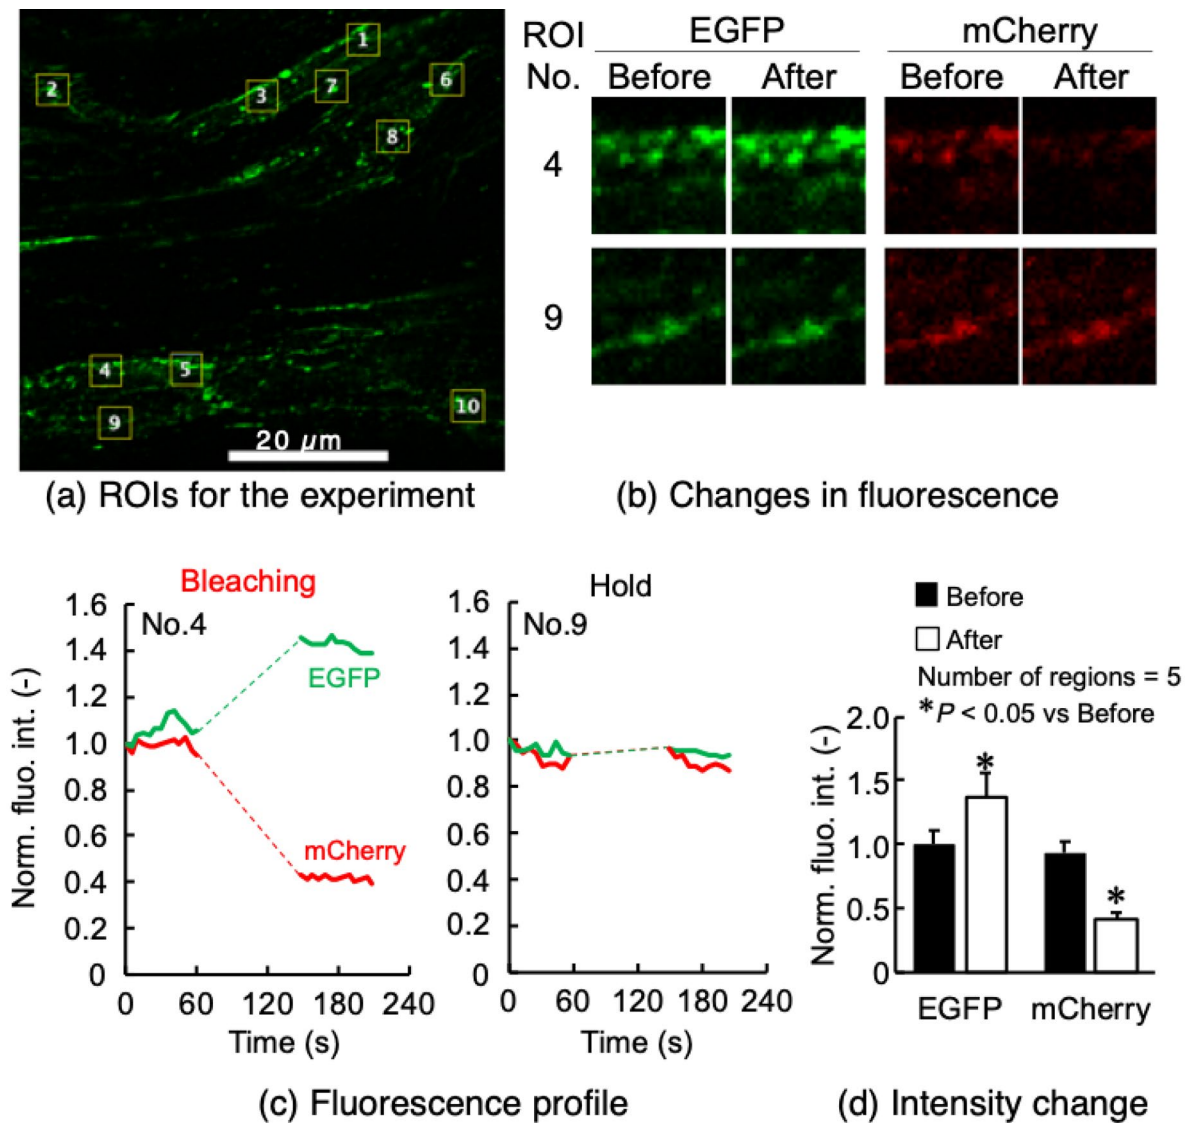 1
2
3
7
6
8
4
5
9
10
20 μm
(a) ROIs for the experiment
ROI No.
EGFP
mCherry
Before
After
Before
After
4
9
(b) Changes in fluorescence
Bleaching
Norm. fluo. int. (-)
1.6
1.4
1.2
1.0
0.8
0.6
0.4
0.2
0
No.4
EGFP
mCherry
0
60
120
180
240
Time (s)
Hold
1.6
1.4
1.2
1.0
0.8
0.6
0.4
0.2
0
No.9
0
60
120
180
240
Time (s)
(c) Fluorescence profile
Before
After
Number of regions = 5
*P < 0.05 vs Before
Norm. fluo. int. (-)
2.0
1.5
1.0
0.5
0
*
*
EGFP
mCherry
(d) Intensity change